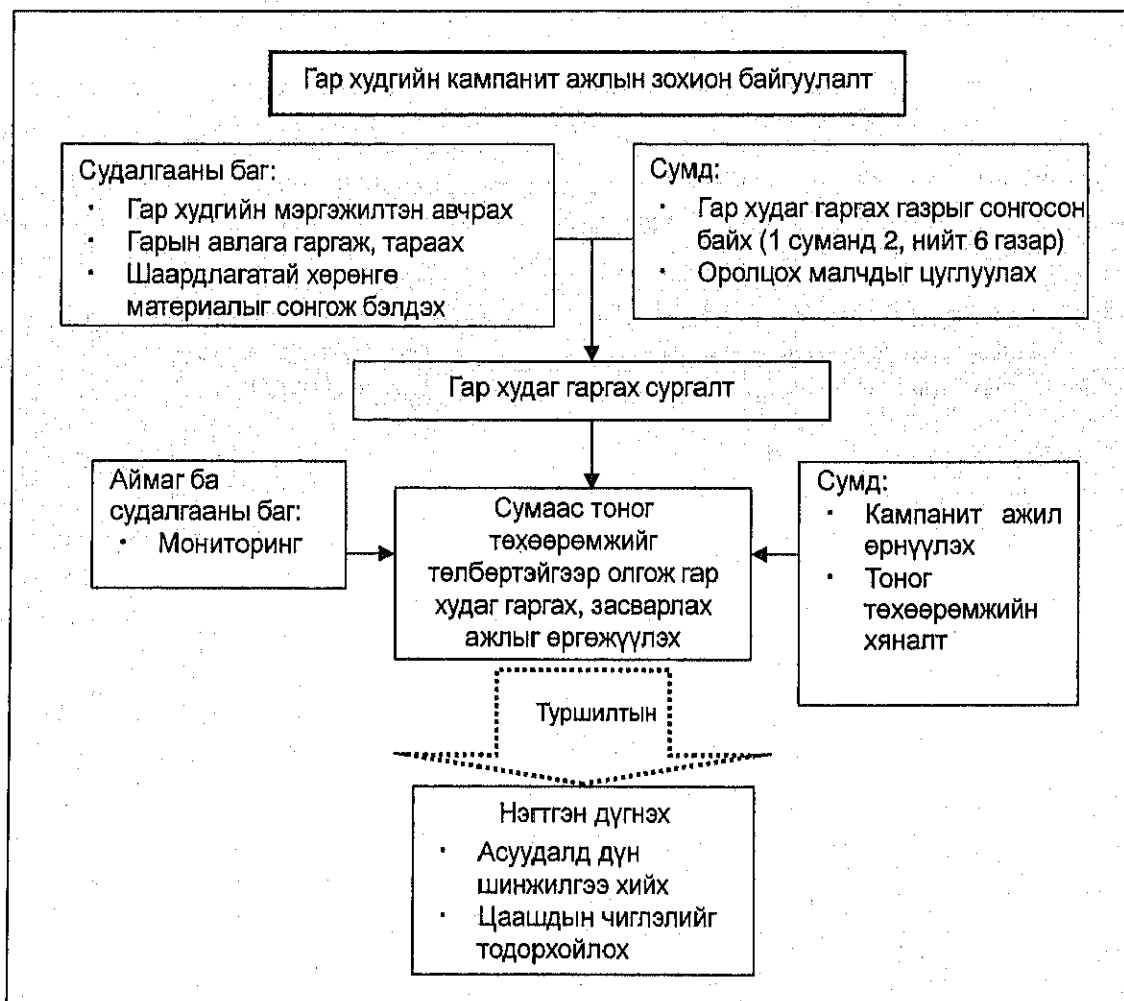 Гар худгийн кампанит ажлын зохион байгуулалт
Судалгааны баг:
· Гар худгийн мэргэжилтэн авчрах
· Гарын авлага гаргаж, тараах
· Шаардлагатай хөрөнгө
материалыг сонгож бэлдэх
Сумд:
· Гар худаг гаргах газрыг сонгосон
байх (1 суманд 2, нийт 6 газар)
· Оролцох малчдыг цуглуулах
Гар худаг гаргах сургалт
Аймаг ба
судалгааны баг:
· Мониторинг
Сумаас тоног
төхөөрөмжийг
төлбөртэйгээр олгож гар
худаг гаргах, засварлах
ажлыг өргөжүүлэх
Сумд:
· Кампанит ажил
өрнүүлэх
· Тоног
төхөөрөмжийн
хяналт
Туршилтын
Нэгтгэн дүгнэх
· Асуудалд дүн
шинжилгээ хийх
· Цаашдын чиглэлийг
тодорхойлох